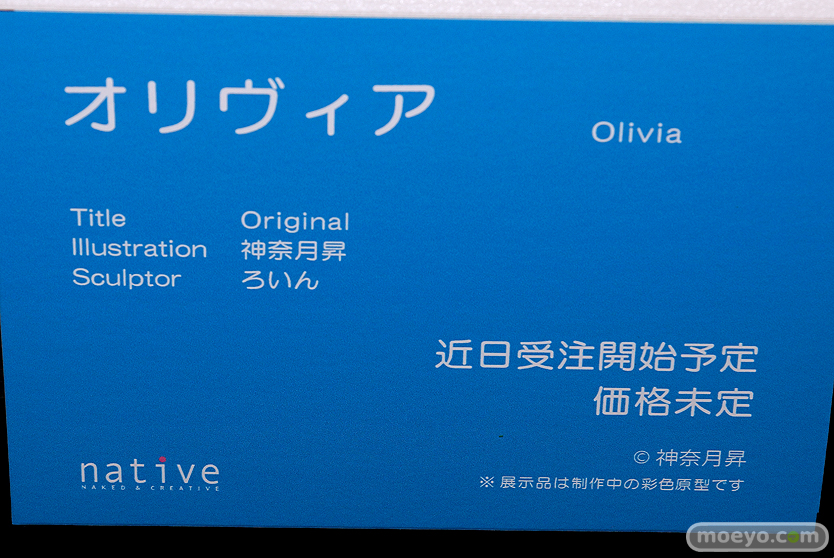 オリヴィア
Olivia
Title Original
Illustration 神奈月昇
Sculptor ろいん
近日受注開始予定
価格未定
© 神奈月昇
※ 展示品は制作中の彩色原型です
native
NAKED & CREATIVE
moeyo.com